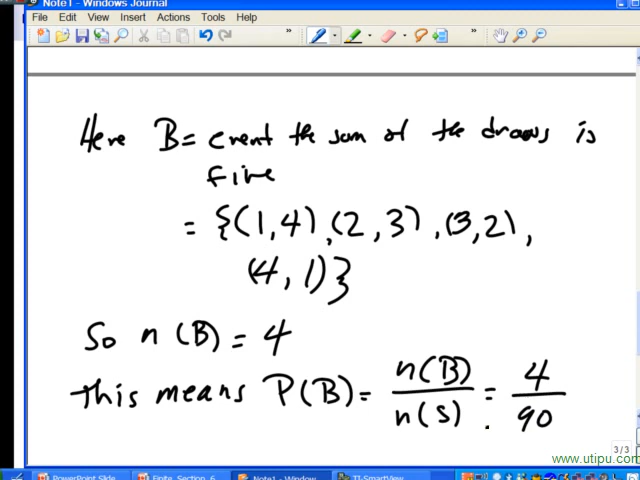 Note1 - Windows Journal
File Edit View Insert Actions Tools Help
Here B = event the sum of the draws is
five
= {(1,4), (2,3), (3,2),
(4,1)}
So n(B) = 4
This means P(B) = n(B)/n(S) = 4/90
3/3
www.utipu.com
PowerPoint Slide... Finite_Section_6... Note1 - Window... TI-SmartView